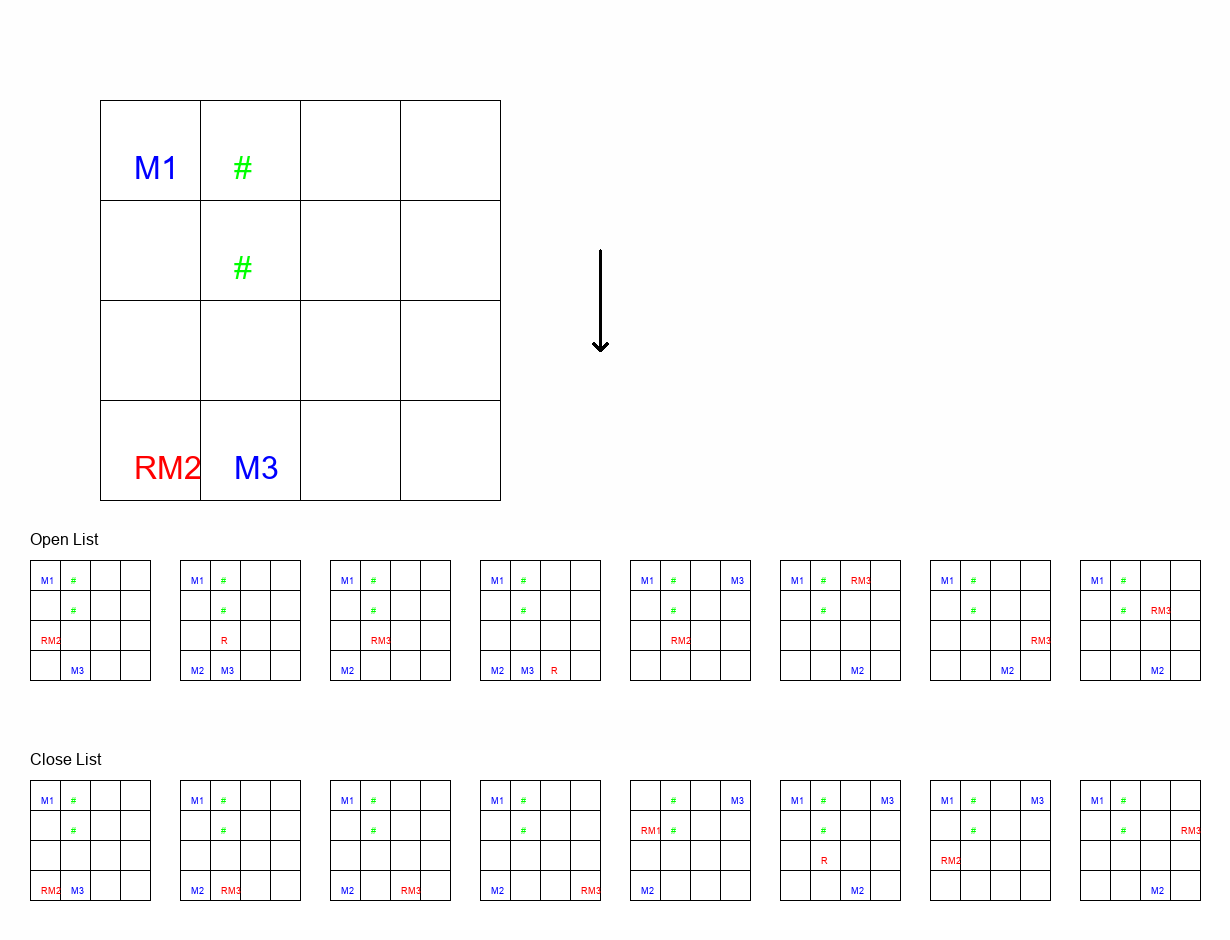 M1 #
#
RM2 M3
Open List
M1 # M1 # M1 # M1 # M1 # M3 M1 # RM3 M1 # M1 #
# # # # # # # # RM3
RM2 R RM3 RM2 RM3
M3 M2 M3 M2 M2 M3 R M2 M2 M2
Close List
M1 # M1 # M1 # M1 # # M3 M1 # M3 M1 # M3 M1 #
# # # # RM1 # # # # RM3
R RM2
RM2 M3 M2 RM3 M2 RM3 M2 RM3 M2 M2 M2